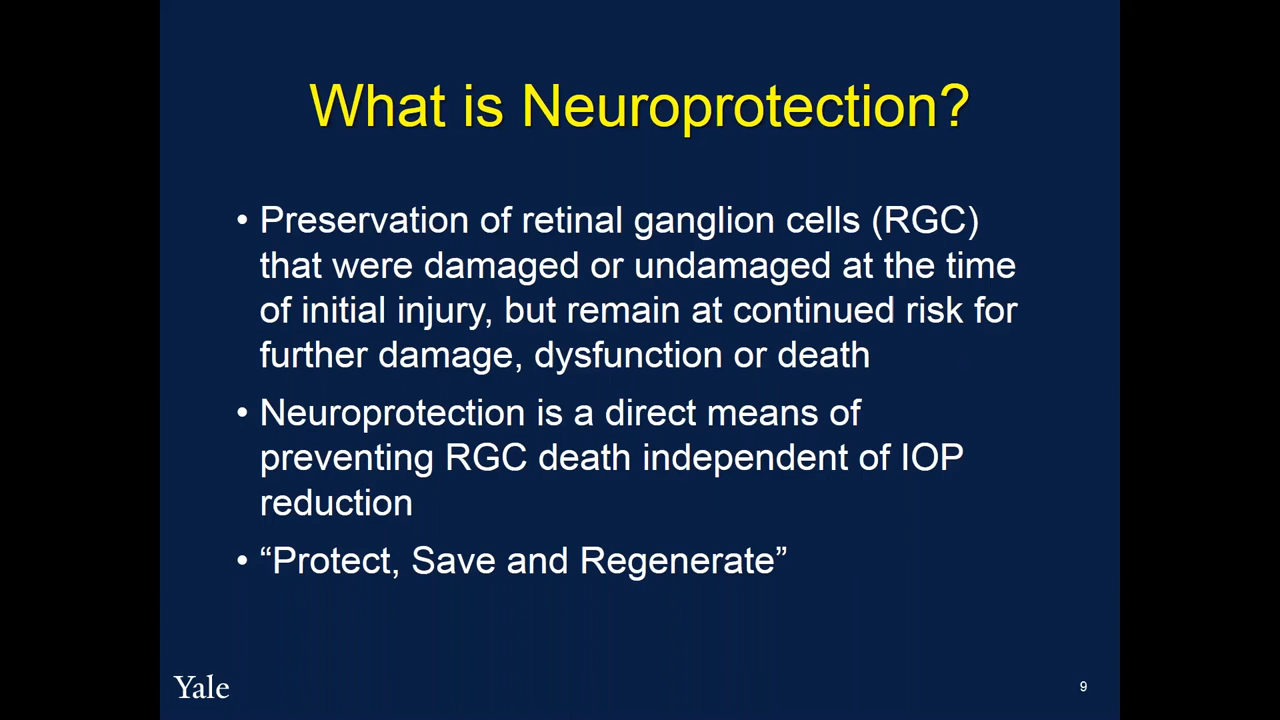 What is Neuroprotection?
• Preservation of retinal ganglion cells (RGC)
that were damaged or undamaged at the time
of initial injury, but remain at continued risk for
further damage, dysfunction or death
• Neuroprotection is a direct means of
preventing RGC death independent of IOP
reduction
• “Protect, Save and Regenerate”
Yale
9